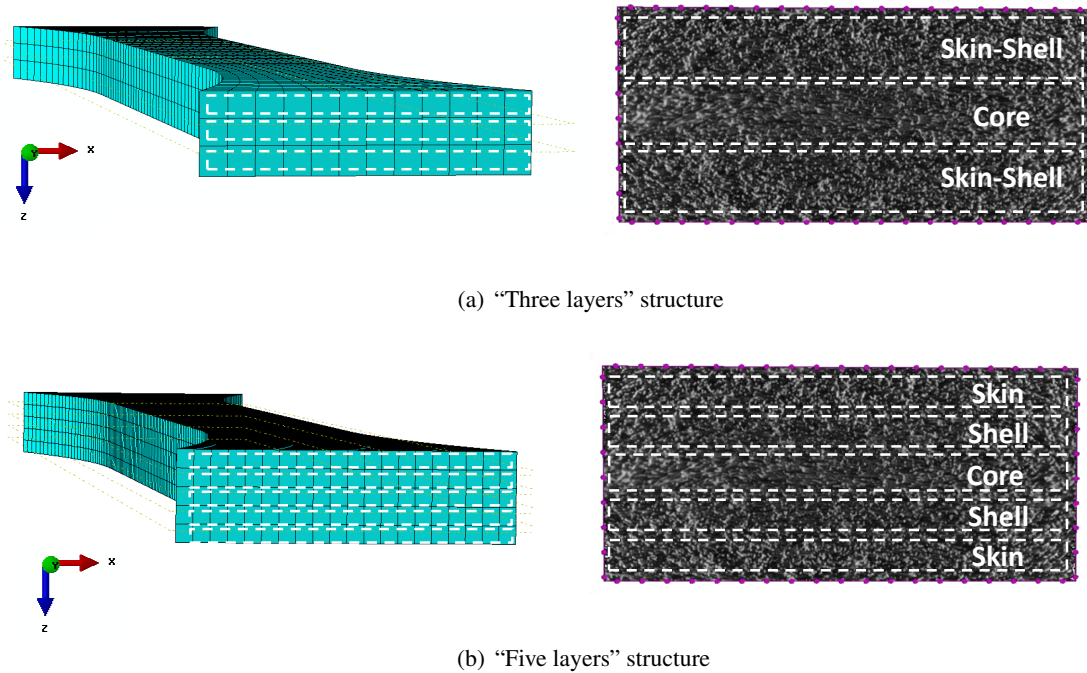 Skin-Shell
Core
Skin-Shell
Y
X
Z
(a) “Three layers” structure
Skin
Shell
Core
Shell
Skin
Y
X
Z
(b) “Five layers” structure